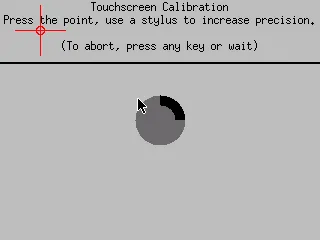 Touchscreen Calibration
Press the point, use a stylus to increase precision.
(To abort, press any key or wait)